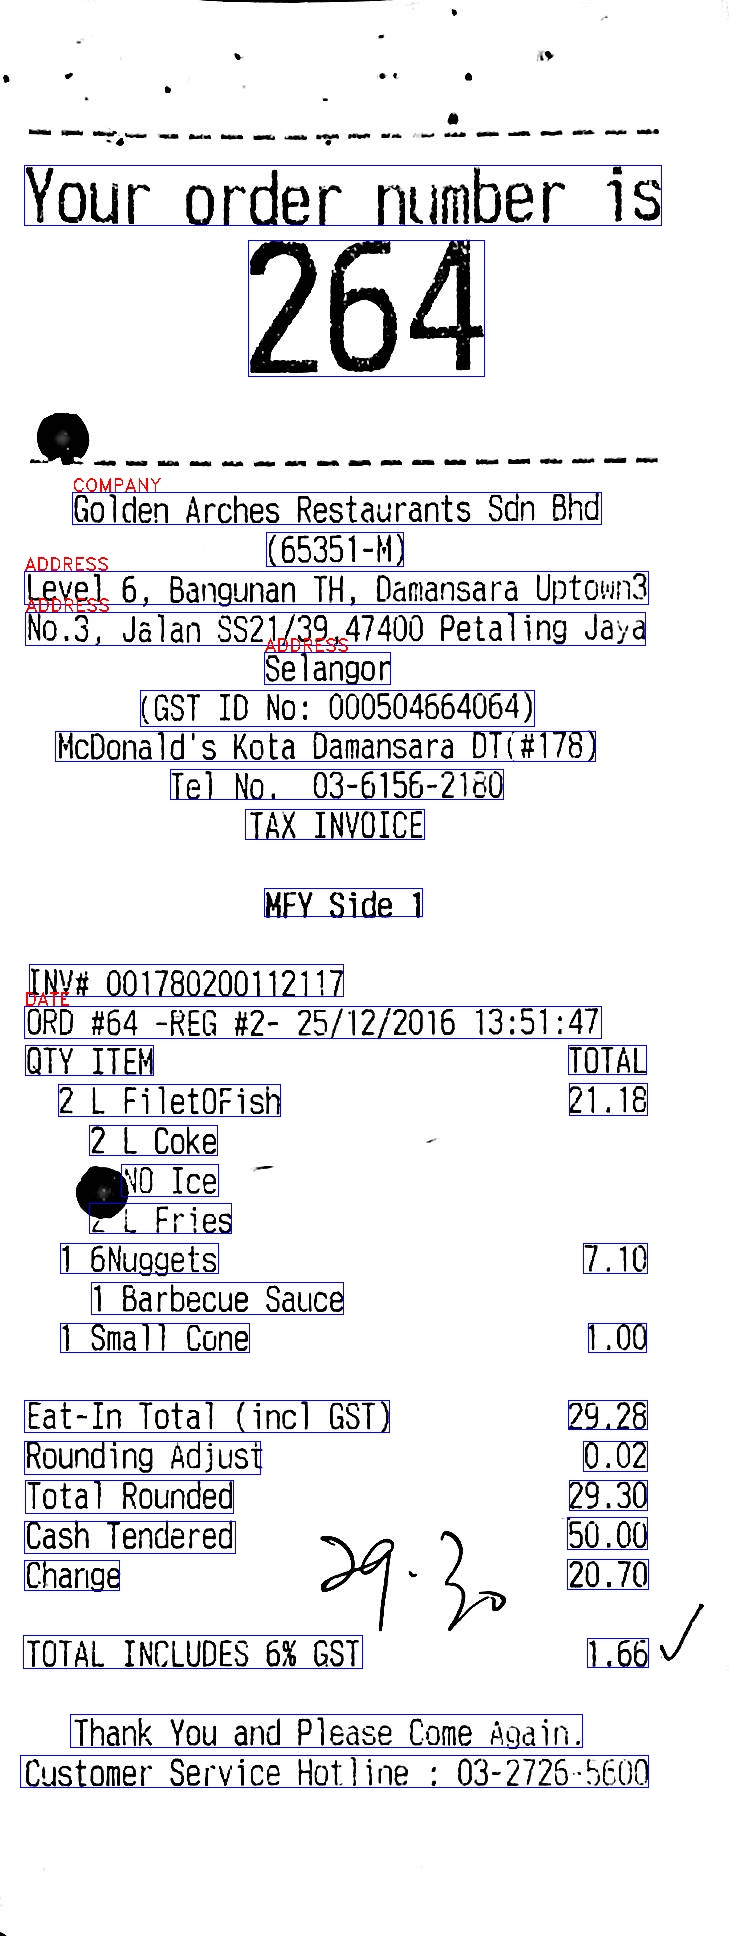 Your order number is
264
COMPANY
Golden Arches Restaurants Sdn Bhd
(65351-M)
ADDRESS
Level 6, Bangunan TH, Damansara Uptown3
ADDRESS
No.3, Jalan SS21/39,47400 Petaling Jaya
ADDRESS
Selangor
(GST ID No: 000504664064)
McDonald's Kota Damansara DT(#178)
Tel No. 03-6156-2180
TAX INVOICE
MFY Side 1
INV# 001780200112117
DATE
ORD #64 -REG #2- 25/12/2016 13:51:47
QTY ITEM TOTAL
2 L FiletOFish 21.18
2 L Coke
NO Ice
2 L Fries
1 6Nuggets 7.10
1 Barbecue Sauce
1 Small Cone 1.00
Eat-In Total (incl GST) 29.28
Rounding Adjust 0.02
Total Rounded 29.30
Cash Tendered 50.00
Change 20.70
29.30
TOTAL INCLUDES 6% GST 1.66
Thank You and Please Come Again.
Customer Service Hotline : 03-2726-5600